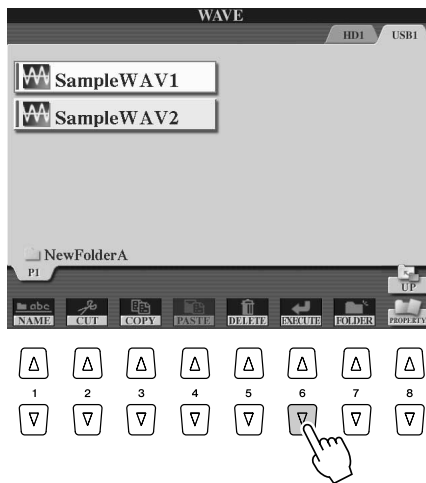 WAVE
HD1 USB1
SampleWAV1
SampleWAV2
NewFolderA
P1
UP
abc
NAME CUT COPY PASTE DELETE EXECUTE FOLDER PROPERTY
1 2 3 4 5 6 7 8